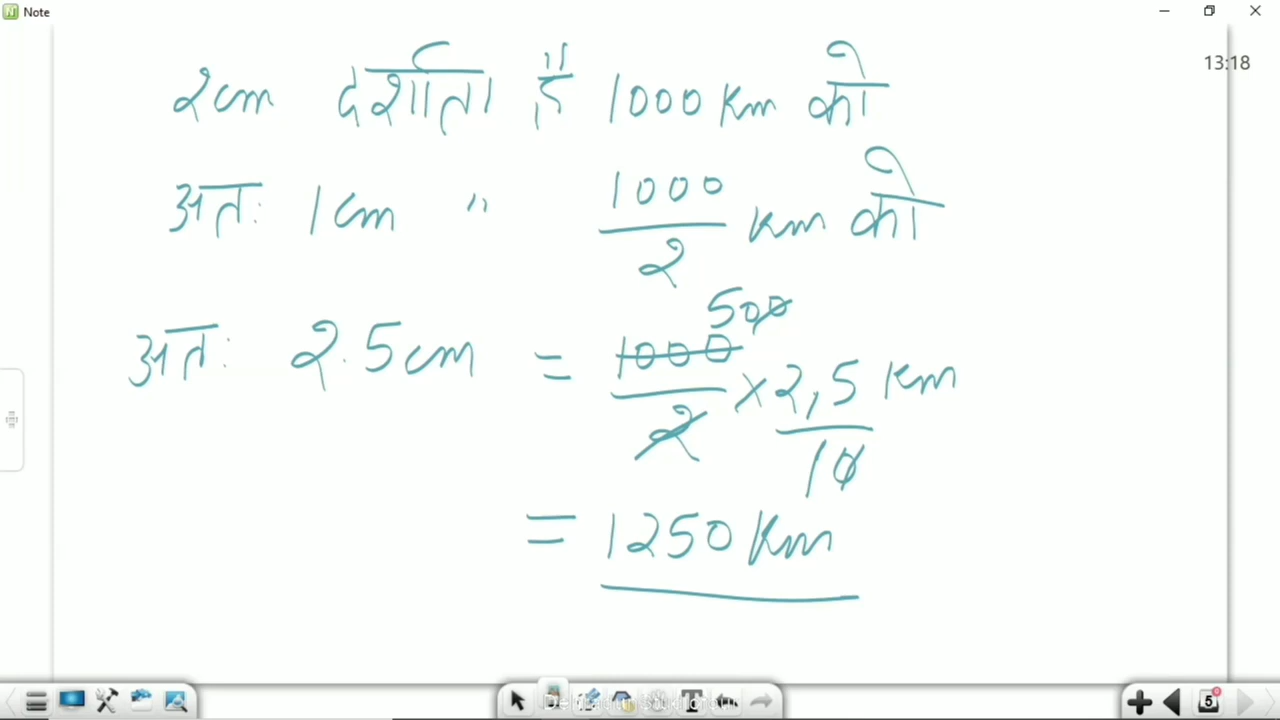 Note
13:18
2cm दर्शाता है 1000 km को
अतः 1cm " 1000/2 km को
500
अतः 2.5cm = 1000/2 × 2,5/10 km
= 1250 km
5